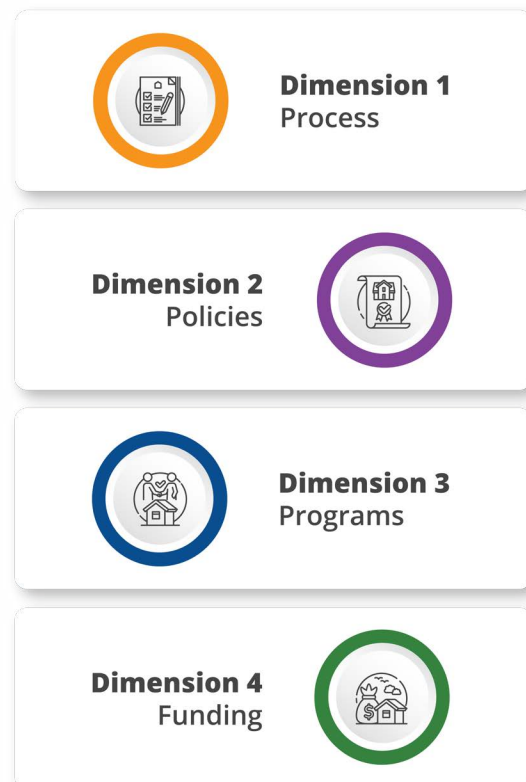 Dimension 1
Process
Dimension 2
Policies
Dimension 3
Programs
Dimension 4
Funding
$